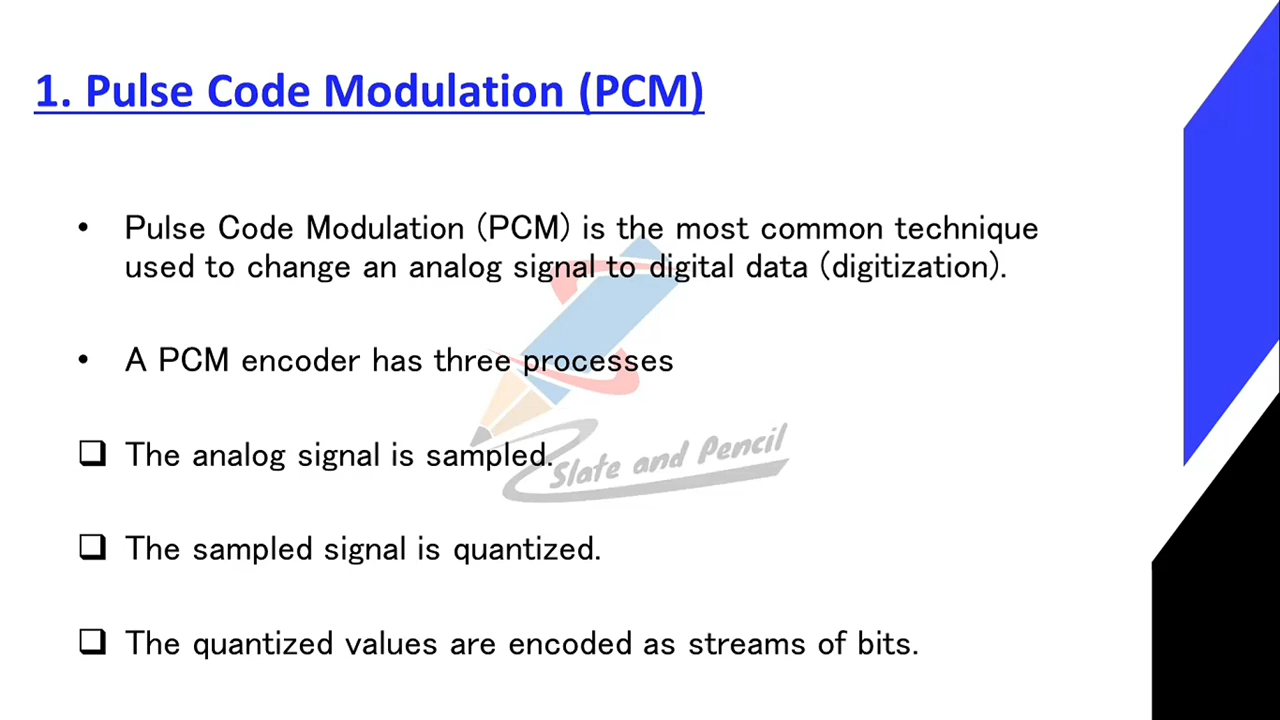 1. Pulse Code Modulation (PCM)
• Pulse Code Modulation (PCM) is the most common technique
used to change an analog signal to digital data (digitization).
• A PCM encoder has three processes
❑ The analog signal is sampled.
Slate and Pencil
❑ The sampled signal is quantized.
❑ The quantized values are encoded as streams of bits.